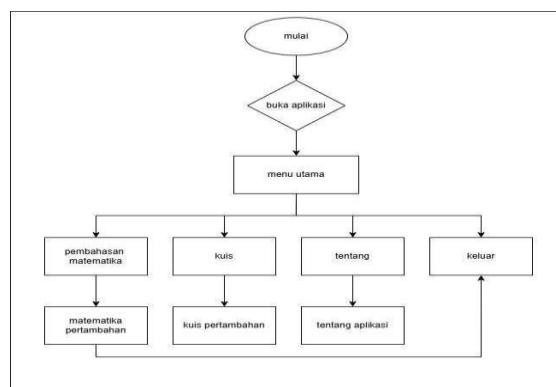 mulai
buka aplikasi
menu utama
pembahasan
matematika
kuis
tentang
keluar
matematika
pertambahan
kuis pertambahan
tentang aplikasi